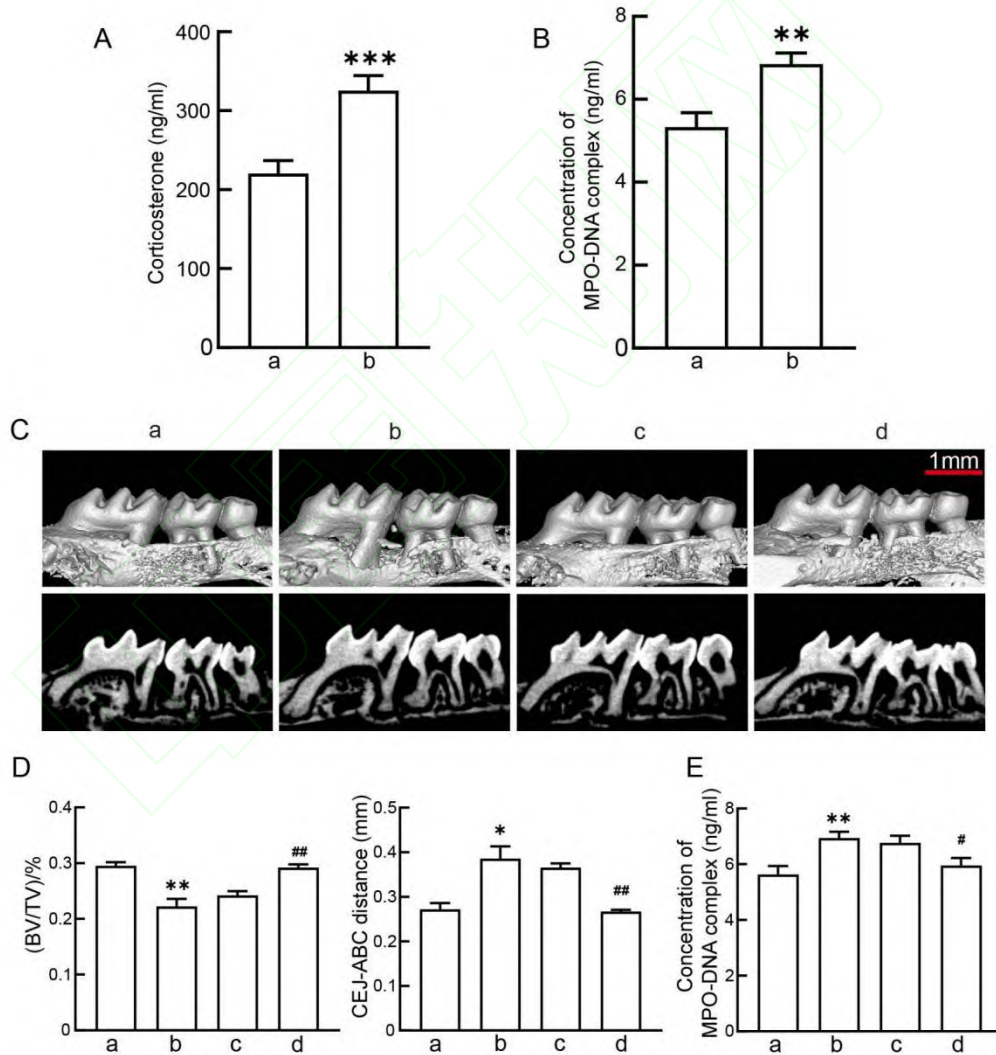 A
Corticosterone (ng/ml)
400
300
200
100
0
***
a b
B
Concentration of
MPO-DNA complex (ng/ml)
8
6
4
2
0
**
a b
C
a b c d
1mm
D
(BV/TV)/%
0.4
0.3
0.2
0.1
0
**
##
a b c d
CEJ-ABC distance (mm)
0.5
0.4
0.3
0.2
0.1
0
*
##
a b c d
E
Concentration of
MPO-DNA complex (ng/ml)
8
6
4
2
0
**
#
a b c d